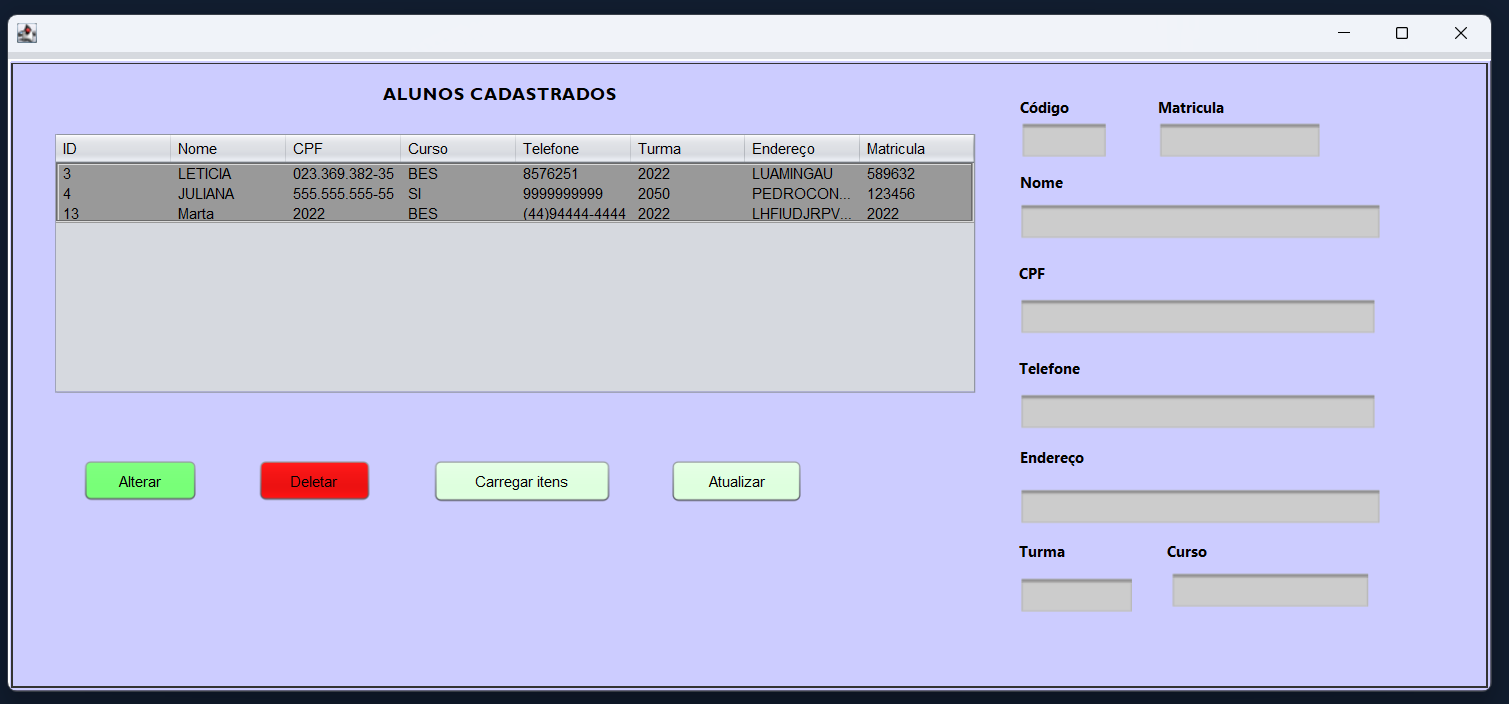 ALUNOS CADASTRADOS
ID Nome CPF Curso Telefone Turma Endereço Matricula
3 LETICIA 023.369.382-35 BES 8576251 2022 LUAMINGAU 589632
4 JULIANA 555.555.555-55 SI 9999999999 2050 PEDROCON... 123456
13 Marta 2022 BES (44)94444-4444 2022 LHFIUDJRPV... 2022
Alterar Deletar Carregar itens Atualizar
Código Matricula
Nome
CPF
Telefone
Endereço
Turma Curso